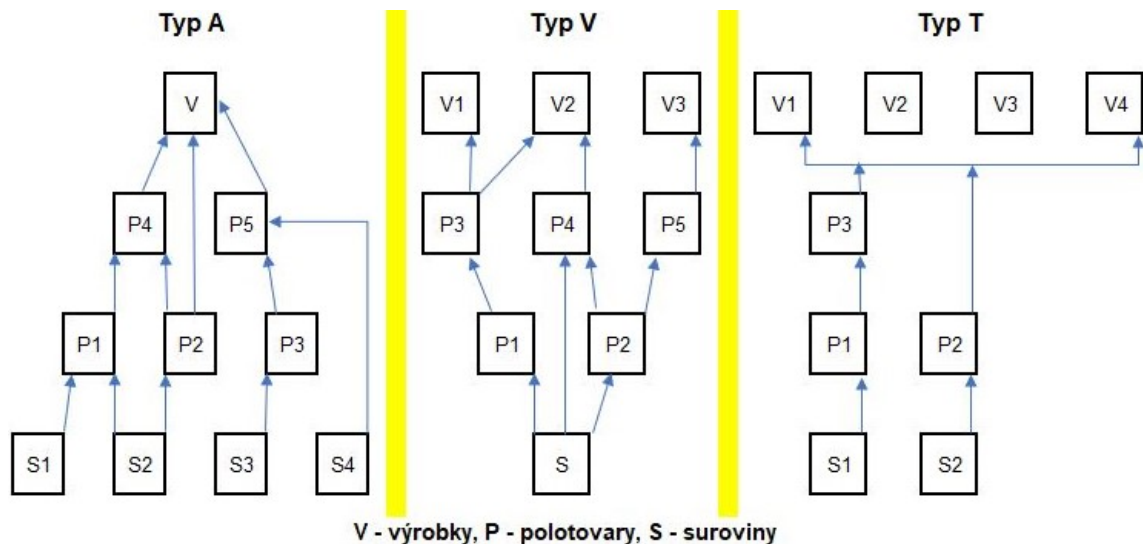 Typ A Typ V Typ T
V V1 V2 V3 V1 V2 V3 V4
P4 P5 P3 P4 P5 P3
P1 P2 P3 P1 P2 P1 P2
S1 S2 S3 S4 S S1 S2
V - výrobky, P - polotovary, S - suroviny